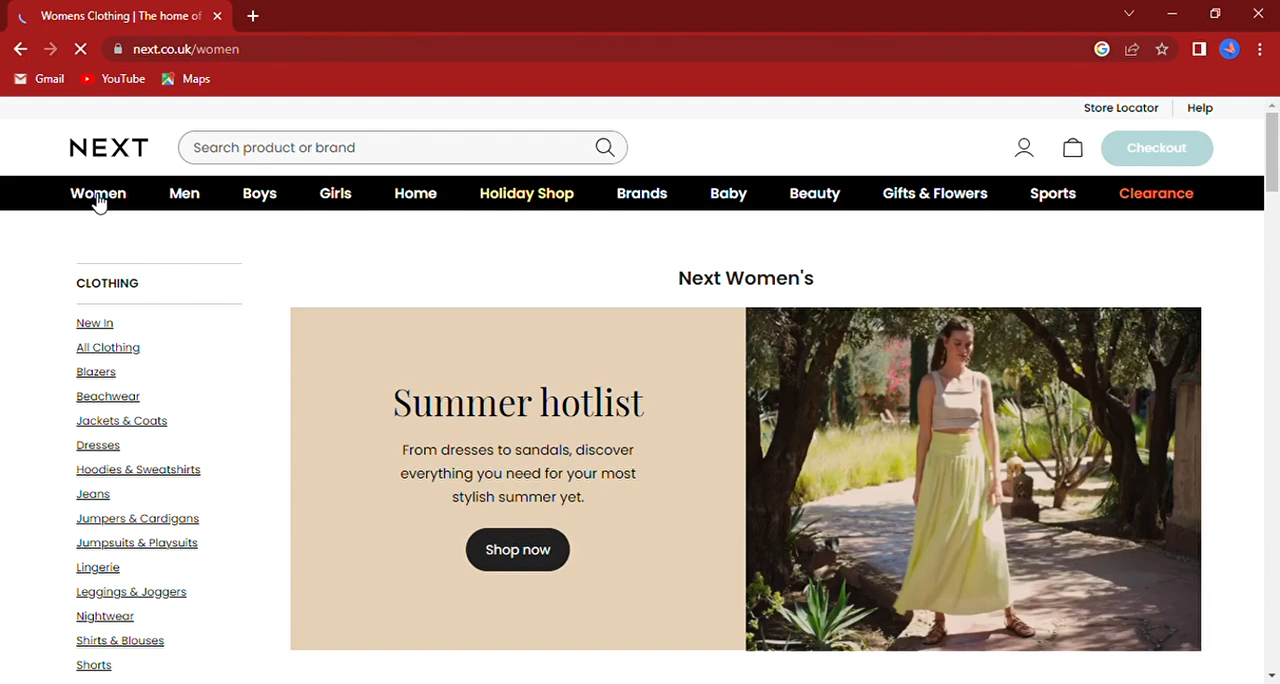 Womens Clothing | The home of
next.co.uk/women
Gmail YouTube Maps
Store Locator Help
NEXT Search product or brand Checkout
Women Men Boys Girls Home Holiday Shop Brands Baby Beauty Gifts & Flowers Sports Clearance
CLOTHING
New In
All Clothing
Blazers
Beachwear
Jackets & Coats
Dresses
Hoodies & Sweatshirts
Jeans
Jumpers & Cardigans
Jumpsuits & Playsuits
Lingerie
Leggings & Joggers
Nightwear
Shirts & Blouses
Shorts
Next Women's
Summer hotlist
From dresses to sandals, discover
everything you need for your most
stylish summer yet.
Shop now